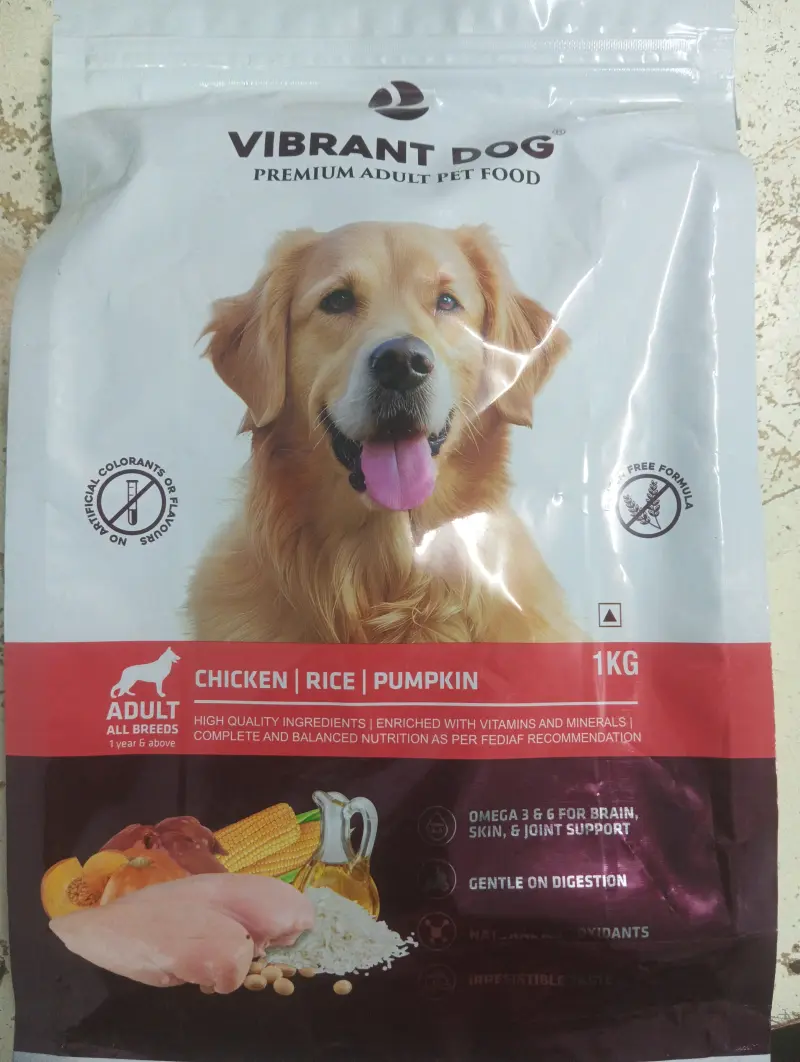 VIBRANT DOG®
PREMIUM ADULT PET FOOD
NO ARTIFICIAL COLORANTS OR FLAVOURS
FREE FORMULA
1KG
CHICKEN | RICE | PUMPKIN
ADULT
ALL BREEDS
1 year & above
HIGH QUALITY INGREDIENTS | ENRICHED WITH VITAMINS AND MINERALS |
COMPLETE AND BALANCED NUTRITION AS PER FEDIAF RECOMMENDATION
OMEGA 3 & 6 FOR BRAIN,
SKIN, & JOINT SUPPORT
GENTLE ON DIGESTION
IRRESISTIBLE